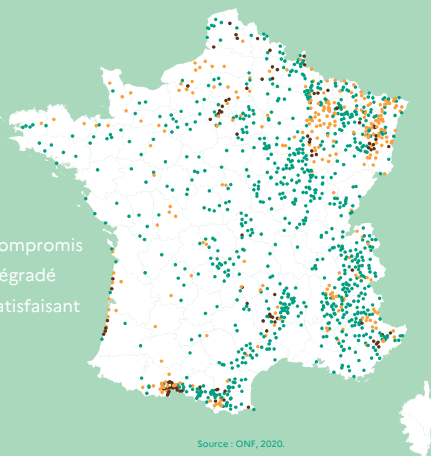 ompromis
égradé
atisfaisant
Source : ONF, 2020.